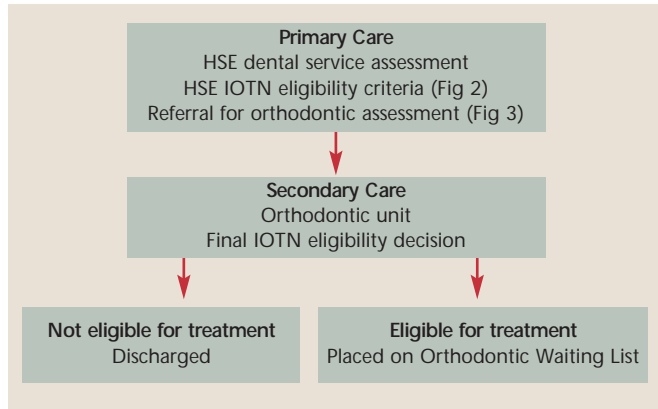 Primary Care
HSE dental service assessment
HSE IOTN eligibility criteria (Fig 2)
Referral for orthodontic assessment (Fig 3)
Secondary Care
Orthodontic unit
Final IOTN eligibility decision
Not eligible for treatment
Discharged
Eligible for treatment
Placed on Orthodontic Waiting List